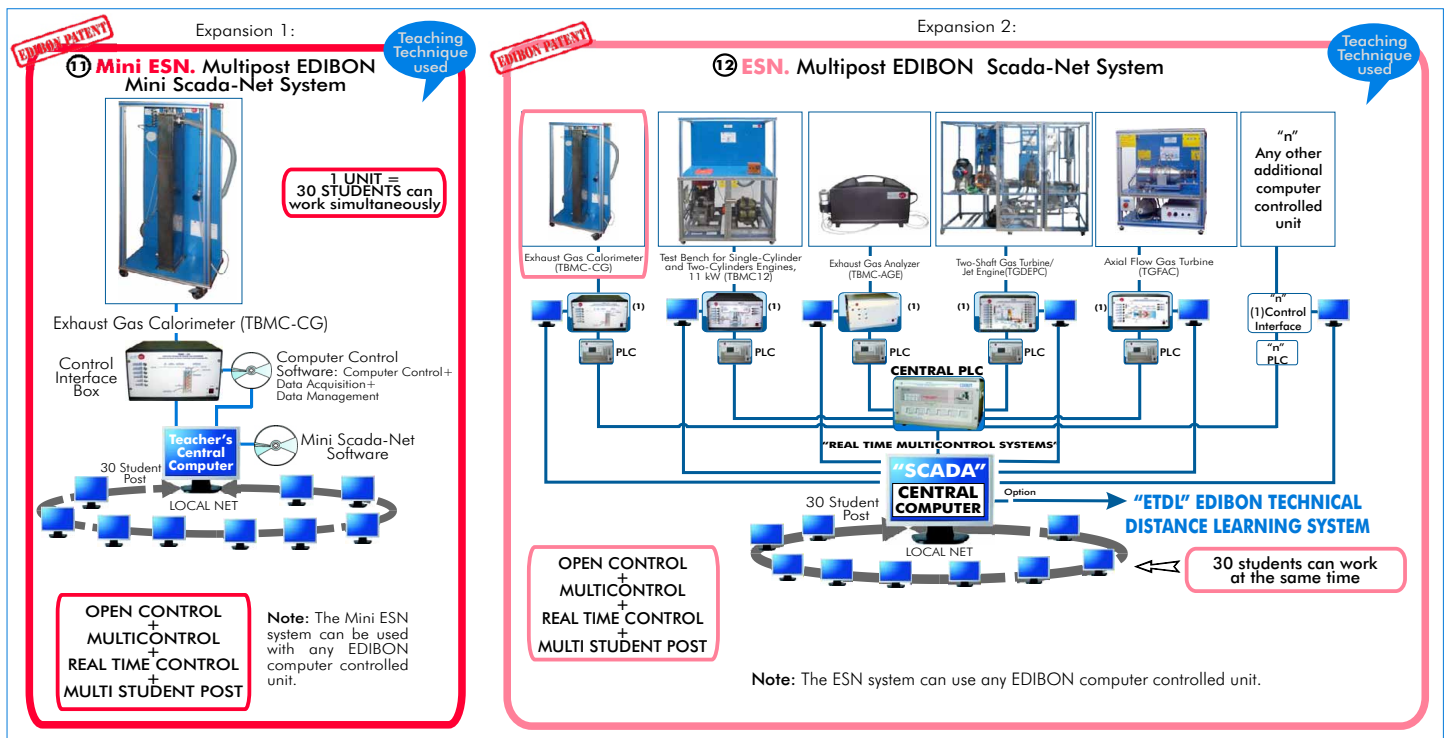 Expansion 1:
EDIBON PATENT
Teaching
Technique
used
11 Mini ESN. Multipost EDIBON
Mini Scada-Net System
1 UNIT =
30 STUDENTS can
work simultaneously
Exhaust Gas Calorimeter (TBMC-CG)
Control
Interface
Box
Computer Control
Software: Computer Control+
Data Acquisition+
Data Management
Teacher's
Central
Computer
Mini Scada-Net
Software
30 Student
Post
LOCAL NET
OPEN CONTROL
+
MULTICONTROL
+
REAL TIME CONTROL
+
MULTI STUDENT POST
Note: The Mini ESN
system can be used
with any EDIBON
computer controlled
unit.
Expansion 2:
EDIBON PATENT
Teaching
Technique
used
12 ESN. Multipost EDIBON Scada-Net System
Exhaust Gas Calorimeter
(TBMC-CG)
Test Bench for Single-Cylinder
and Two-Cylinders Engines,
11 kW (TBMC12)
Exhaust Gas Analyzer
(TBMC-AGE)
Two-Shaft Gas Turbine/
Jet Engine(TGDEPC)
Axial Flow Gas Turbine
(TGFAC)
"n"
Any other
additional
computer
controlled
unit
(1)
(1)
(1)
(1)
(1)
"n"
(1)Control
Interface
PLC
PLC
PLC
PLC
PLC
"n"
PLC
CENTRAL PLC
"REAL TIME MULTICONTROL SYSTEMS"
"SCADA"
CENTRAL
COMPUTER
Option
"ETDL" EDIBON TECHNICAL
DISTANCE LEARNING SYSTEM
30 Student
Post
LOCAL NET
30 students can work
at the same time
OPEN CONTROL
+
MULTICONTROL
+
REAL TIME CONTROL
+
MULTI STUDENT POST
Note: The ESN system can use any EDIBON computer controlled unit.